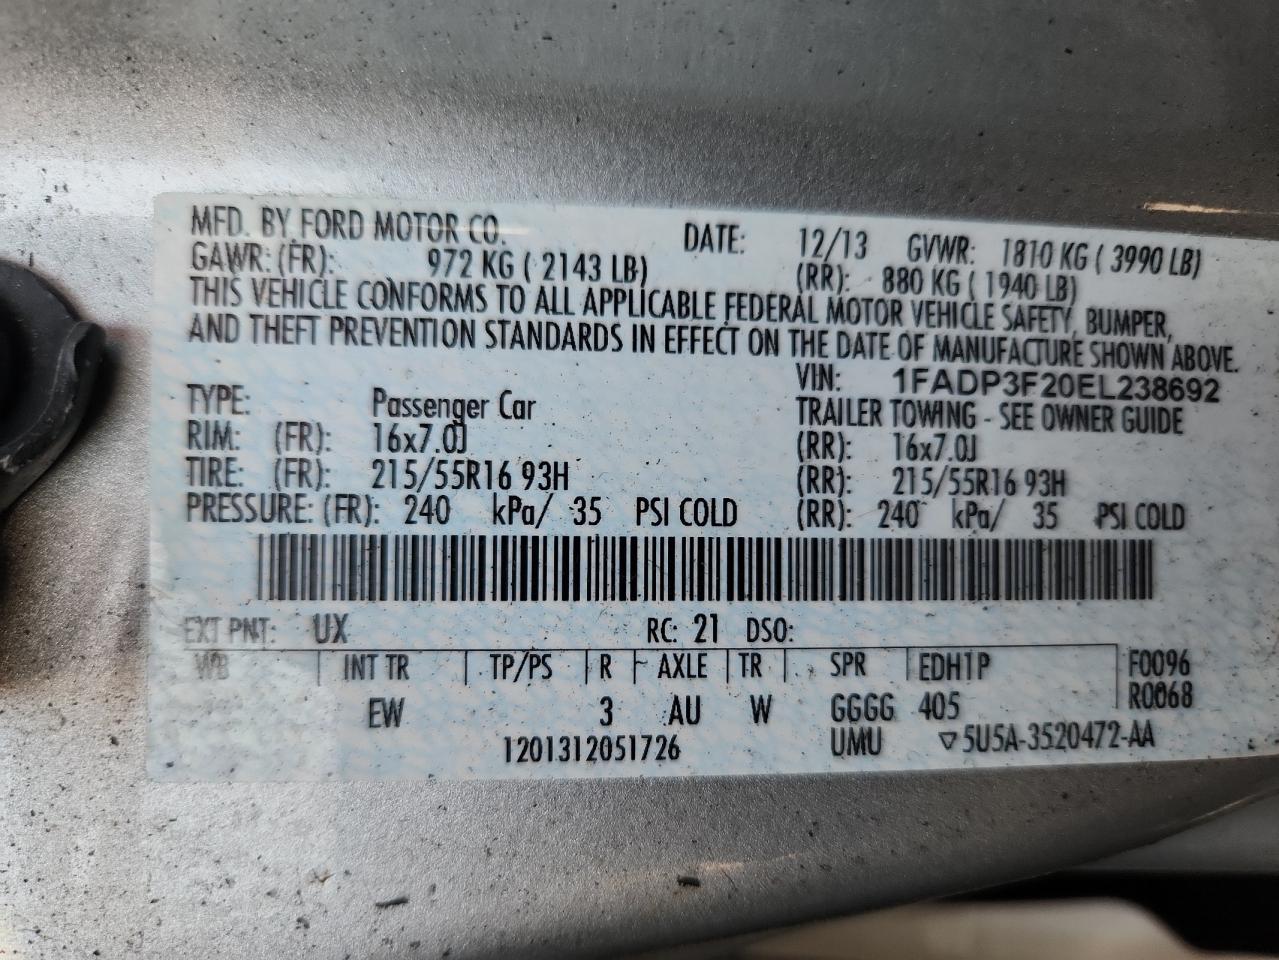 MFD. BY FORD MOTOR CO. DATE: 12/13 GVWR: 1810 KG ( 3990 LB)
GAWR: (FR): 972 KG ( 2143 LB) (RR): 880 KG ( 1940 LB)
THIS VEHICLE CONFORMS TO ALL APPLICABLE FEDERAL MOTOR VEHICLE SAFETY, BUMPER,
AND THEFT PREVENTION STANDARDS IN EFFECT ON THE DATE OF MANUFACTURE SHOWN ABOVE.
VIN: 1FADP3F20EL238692
TYPE: Passenger Car TRAILER TOWING - SEE OWNER GUIDE
RIM: (FR): 16x7.0J (RR): 16x7.0J
TIRE: (FR): 215/55R16 93H (RR): 215/55R16 93H
PRESSURE: (FR): 240 kPa/ 35 PSI COLD (RR): 240 kPa/ 35 PSI COLD
EXT PNT: UX RC: 21 DSO:
WB INT TR TP/PS R AXLE TR SPR EDH1P F0096
R0068
EW 3 AU W GGGG 405
1201312051726 UMU ▽5U5A-3520472-AA